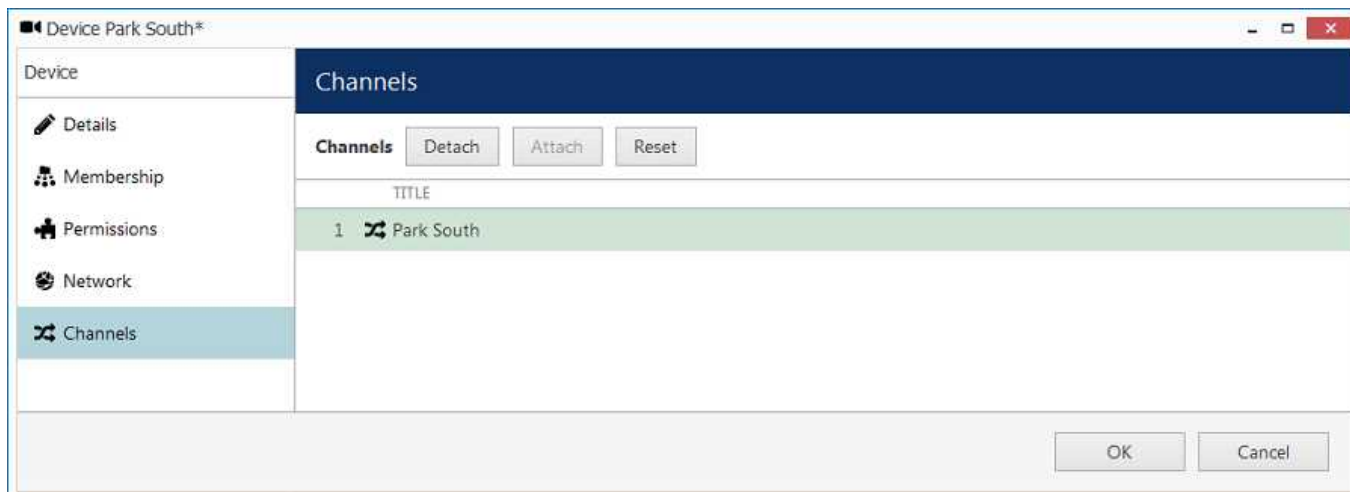 Device Park South*
Device
Channels
Details
Membership
Permissions
Network
Channels
Channels Detach Attach Reset
TITLE
1 Park South
OK Cancel